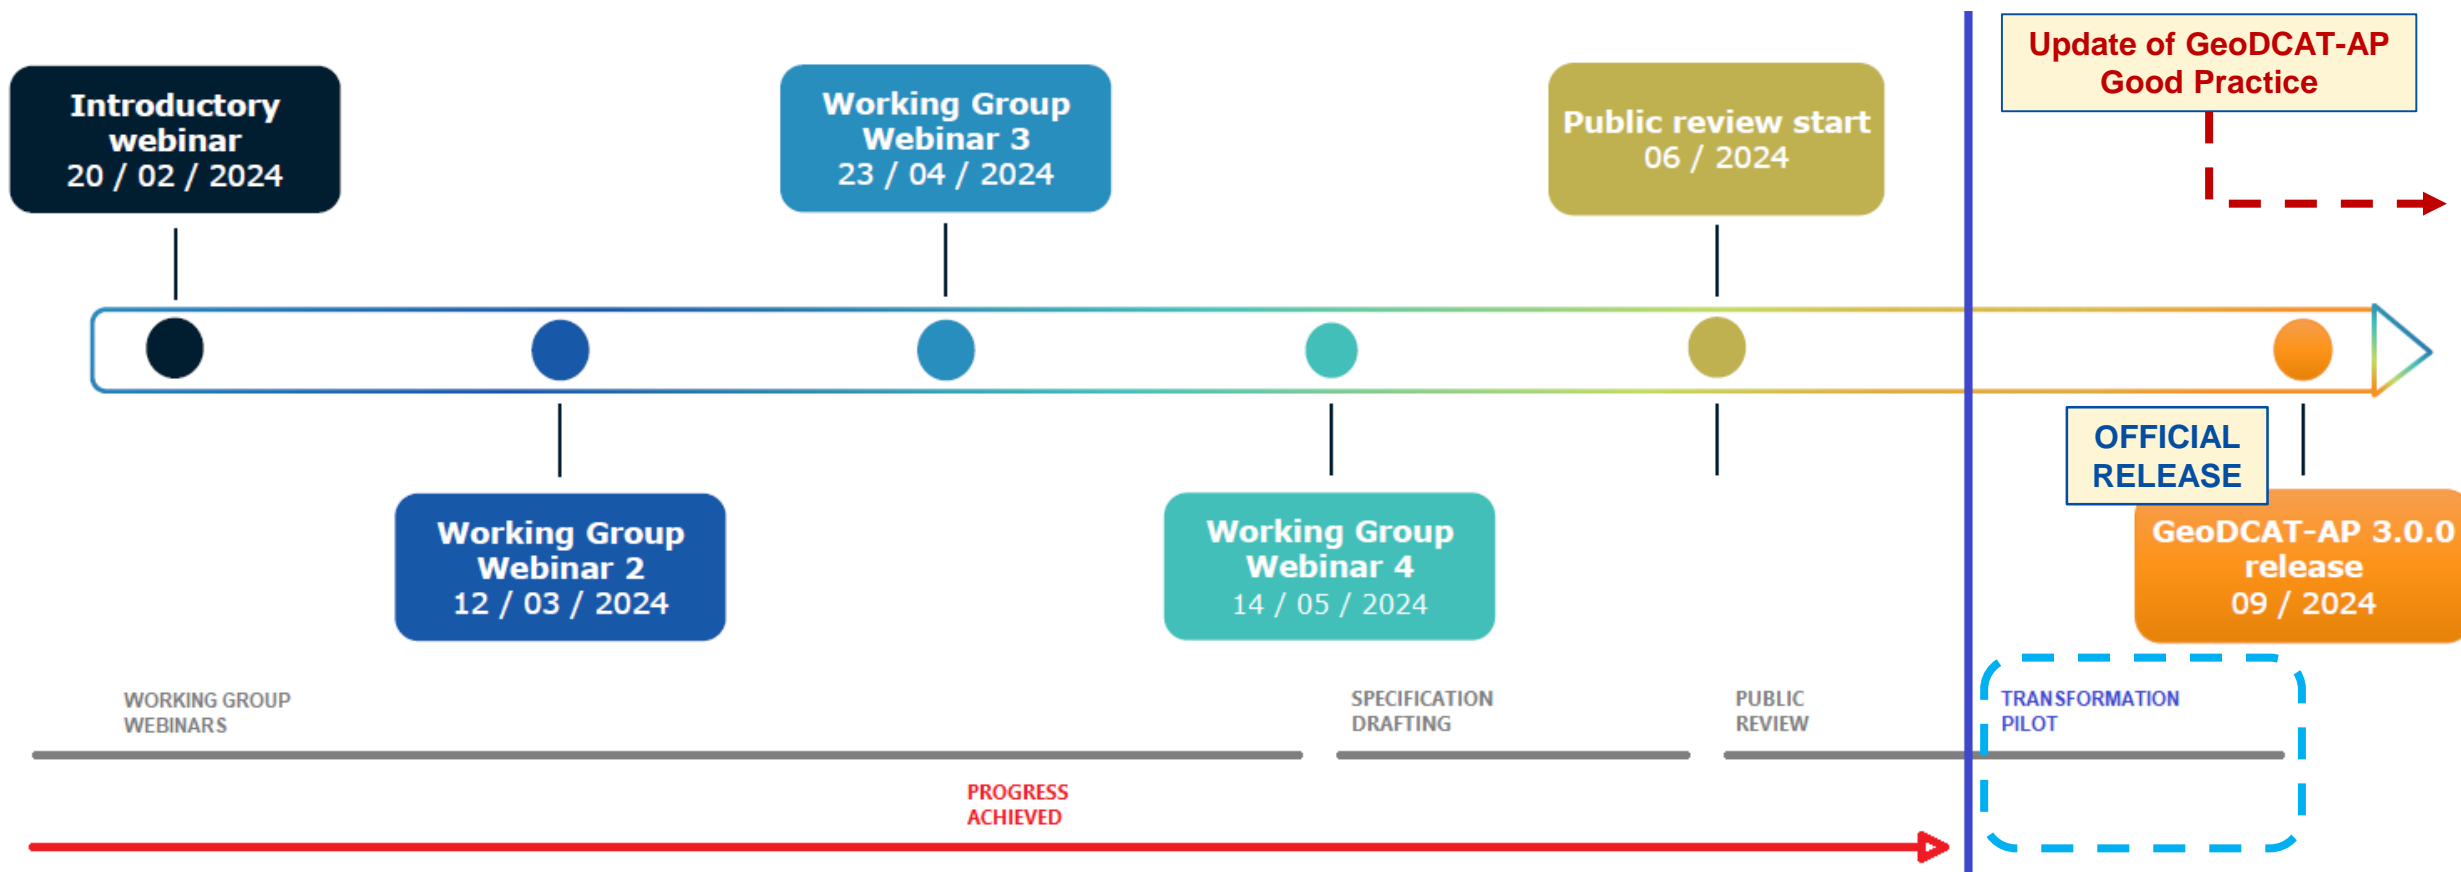 Update of GeoDCAT-AP
Good Practice
Introductory
webinar
20 / 02 / 2024
Working Group
Webinar 3
23 / 04 / 2024
Public review start
06 / 2024
OFFICIAL
RELEASE
Working Group
Webinar 2
12 / 03 / 2024
Working Group
Webinar 4
14 / 05 / 2024
GeoDCAT-AP 3.0.0
release
09 / 2024
WORKING GROUP
WEBINARS
SPECIFICATION
DRAFTING
PUBLIC
REVIEW
TRANSFORMATION
PILOT
PROGRESS
ACHIEVED